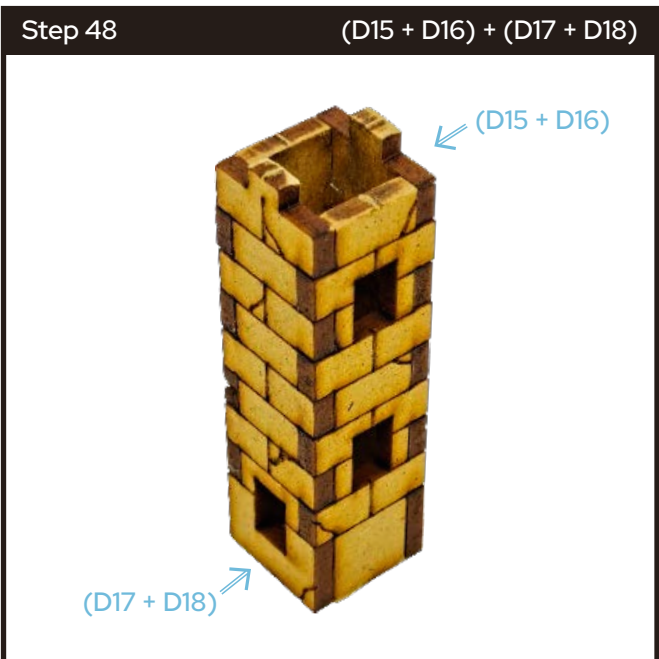 Step 48 (D15 + D16) + (D17 + D18)
(D15 + D16)
(D17 + D18)